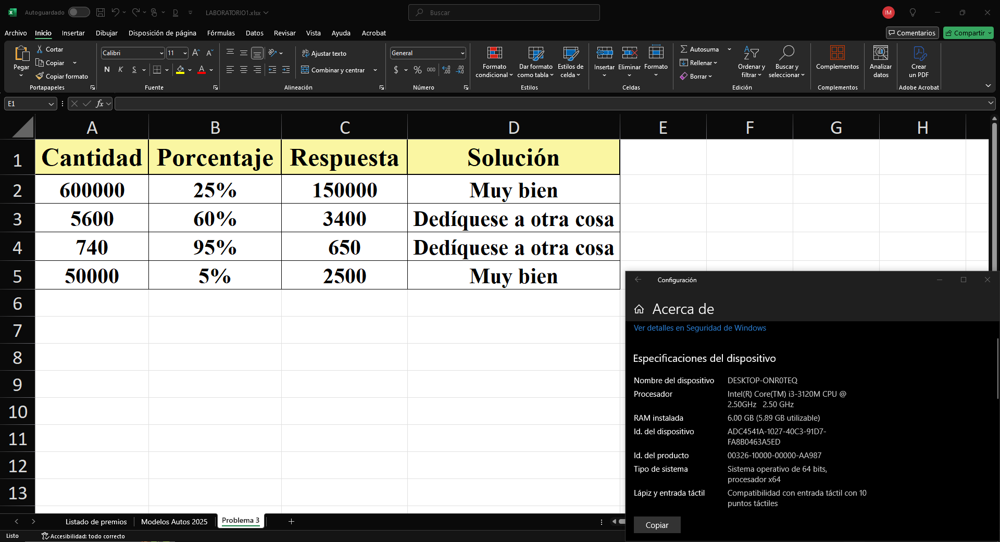 Autoguardado
LABORATORIO1.xlsx
Buscar
IM
Archivo Inicio Insertar Dibujar Disposición de página Fórmulas Datos Revisar Vista Ayuda Acrobat
Comentarios Compartir
Pegar
Cortar
Copiar
Copiar formato
Portapapeles
Calibri 11
N K S
Fuente
Ajustar texto
Combinar y centrar
Alineación
General
$ % 000
Número
Formato condicional
Dar formato como tabla
Estilos de celda
Estilos
Insertar Eliminar Formato
Celdas
Autosuma
Rellenar
Borrar
Ordenar y filtrar
Buscar y seleccionar
Edición
Complementos
Complementos
Analizar datos
Crear un PDF
Adobe Acrobat
E1
fx
A B C D E F G H
1 Cantidad Porcentaje Respuesta Solución
2 600000 25% 150000 Muy bien
3 5600 60% 3400 Dedíquese a otra cosa
4 740 95% 650 Dedíquese a otra cosa
5 50000 5% 2500 Muy bien
6
7
8
9
10
11
12
13
Listado de premios Modelos Autos 2025 Problema 3
Listo
Accesibilidad: todo correcto
Configuración
Acerca de
Ver detalles en Seguridad de Windows
Especificaciones del dispositivo
Nombre del dispositivo DESKTOP-ONR0TEQ
Procesador Intel(R) Core(TM) i3-3120M CPU @
2.50GHz 2.50 GHz
RAM instalada 6.00 GB (5.89 GB utilizable)
Id. del dispositivo ADC4541A-1027-40C3-91D7-
FA8B0463A5ED
Id. del producto 00326-10000-00000-AA987
Tipo de sistema Sistema operativo de 64 bits,
procesador x64
Lápiz y entrada táctil Compatibilidad con entrada táctil con 10
puntos táctiles
Copiar